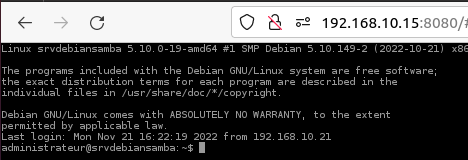 192.168.10.15:8080/#
Linux srvdebiansamba 5.10.0-19-amd64 #1 SMP Debian 5.10.149-2 (2022-10-21) x86
The programs included with the Debian GNU/Linux system are free software;
the exact distribution terms for each program are described in the
individual files in /usr/share/doc/*/copyright.
Debian GNU/Linux comes with ABSOLUTELY NO WARRANTY, to the extent
permitted by applicable law.
Last login: Mon Nov 21 16:22:19 2022 from 192.168.10.21
administrateur@srvdebiansamba:~$